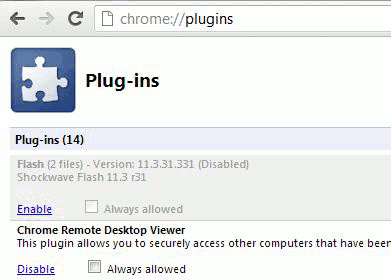 chrome://plugins
Plug-ins
Plug-ins (14)
Flash (2 files) - Version: 11.3.31.331 (Disabled)
Shockwave Flash 11.3 r31
Enable Always allowed
Chrome Remote Desktop Viewer
This plugin allows you to securely access other computers that have been
Disable Always allowed